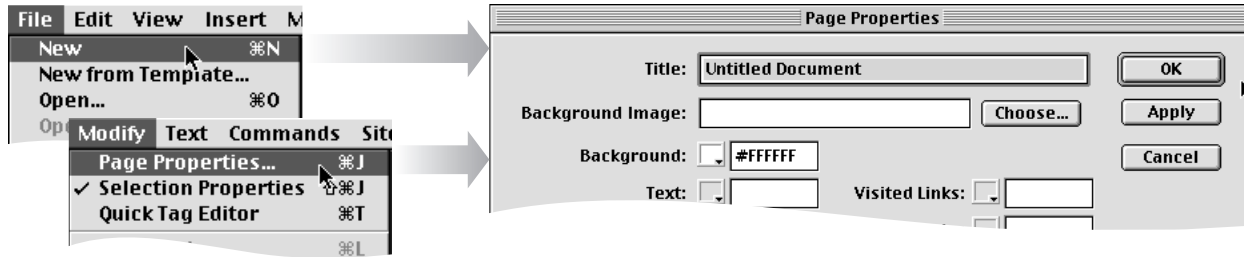 File Edit View Insert M
New ⌘N
New from Template...
Open... ⌘O
Modify Text Commands Sit
Page Properties... ⌘J
✓ Selection Properties ⇧⌘J
Quick Tag Editor ⌘T
⌘L
Page Properties
Title: Untitled Document
OK
Background Image:
Choose...
Apply
Background: #FFFFFF
Cancel
Text:
Visited Links: